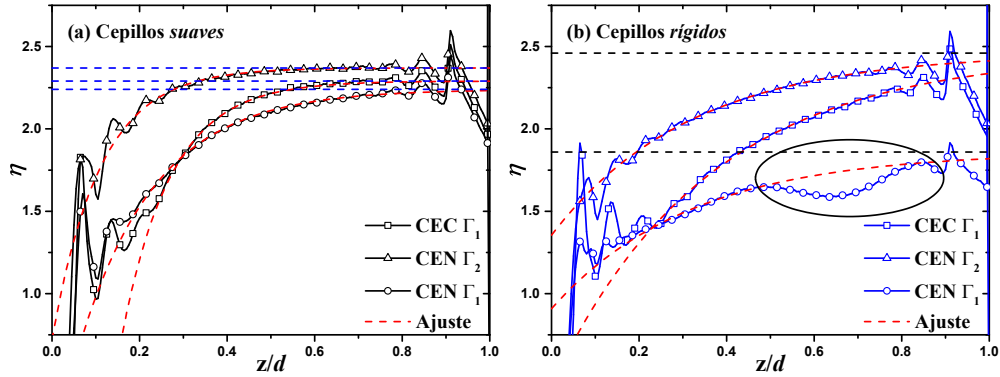 (a) Cepillos suaves
η
2.5
2.0
1.5
1.0
CEC Γ1
CEN Γ2
CEN Γ1
Ajuste
0.0 0.2 0.4 0.6 0.8 1.0
z/d
(b) Cepillos rígidos
η
2.5
2.0
1.5
1.0
CEC Γ1
CEN Γ2
CEN Γ1
Ajuste
0.0 0.2 0.4 0.6 0.8 1.0
z/d